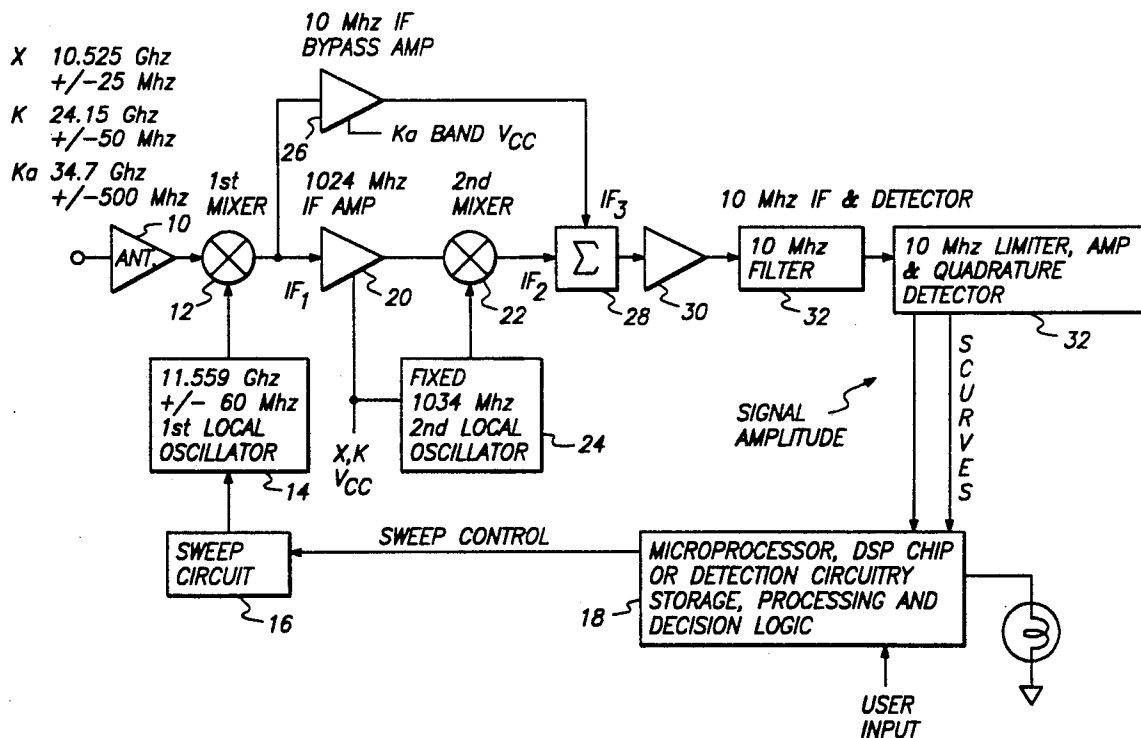 10 Mhz IF
BYPASS AMP
X 10.525 Ghz
+/-25 Mhz
K 24.15 Ghz
+/-50 Mhz
Ka 34.7 Ghz
+/-500 Mhz
26
Ka BAND VCC
10
1st
MIXER
1024 Mhz
IF AMP
2nd
MIXER
IF3
10 Mhz IF & DETECTOR
ANT.
12
IF1
20
22
IF2
Σ
28
30
10 Mhz
FILTER
32
10 Mhz LIMITER, AMP
& QUADRATURE
DETECTOR
32
11.559 Ghz
+/- 60 Mhz
1st LOCAL
OSCILLATOR
14
X,K
VCC
FIXED
1034 Mhz
2nd LOCAL
OSCILLATOR
24
SIGNAL
AMPLITUDE
S CURVES
SWEEP
CIRCUIT
16
SWEEP CONTROL
MICROPROCESSOR, DSP CHIP
OR DETECTION CIRCUITRY
STORAGE, PROCESSING AND
DECISION LOGIC
18
USER
INPUT